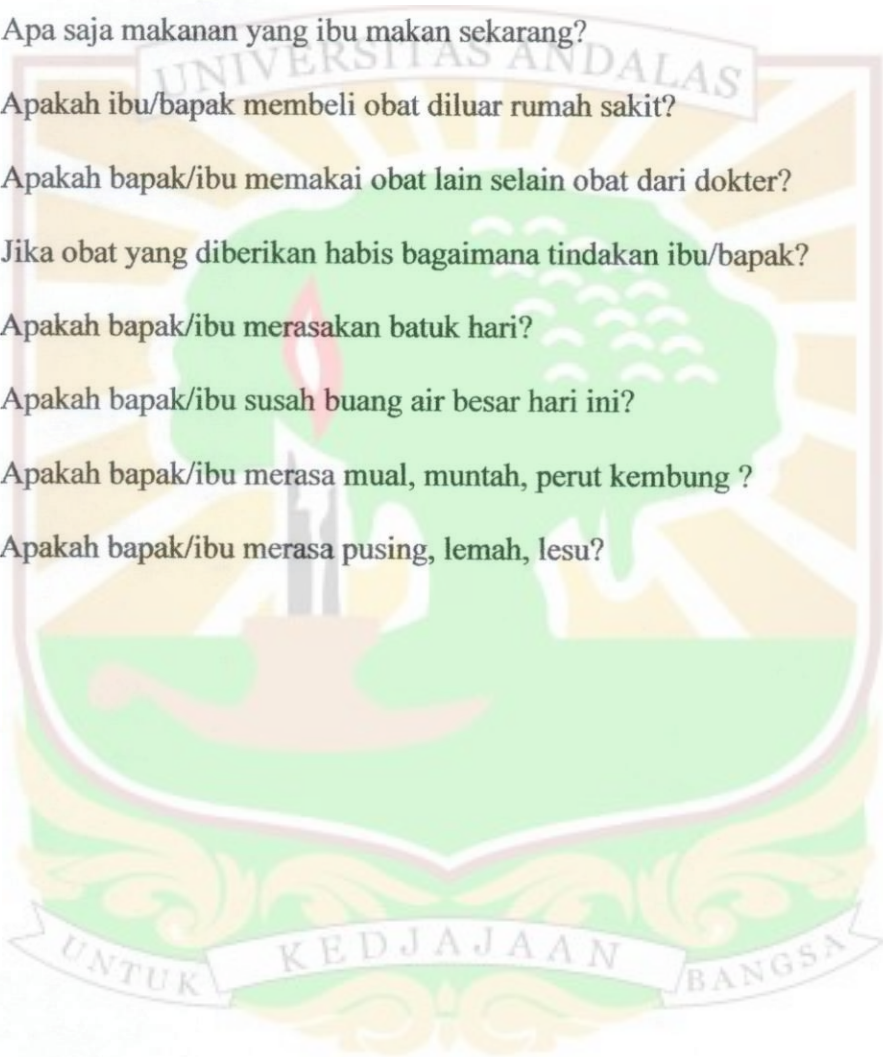 Apa saja makanan yang ibu makan sekarang?
UNIVERSITAS ANDALAS
Apakah ibu/bapak membeli obat diluar rumah sakit?
Apakah bapak/ibu memakai obat lain selain obat dari dokter?
Jika obat yang diberikan habis bagaimana tindakan ibu/bapak?
Apakah bapak/ibu merasakan batuk hari?
Apakah bapak/ibu susah buang air besar hari ini?
Apakah bapak/ibu merasa mual, muntah, perut kembung ?
Apakah bapak/ibu merasa pusing, lemah, lesu?
UNTUK KEDJAJAAN BANGSA